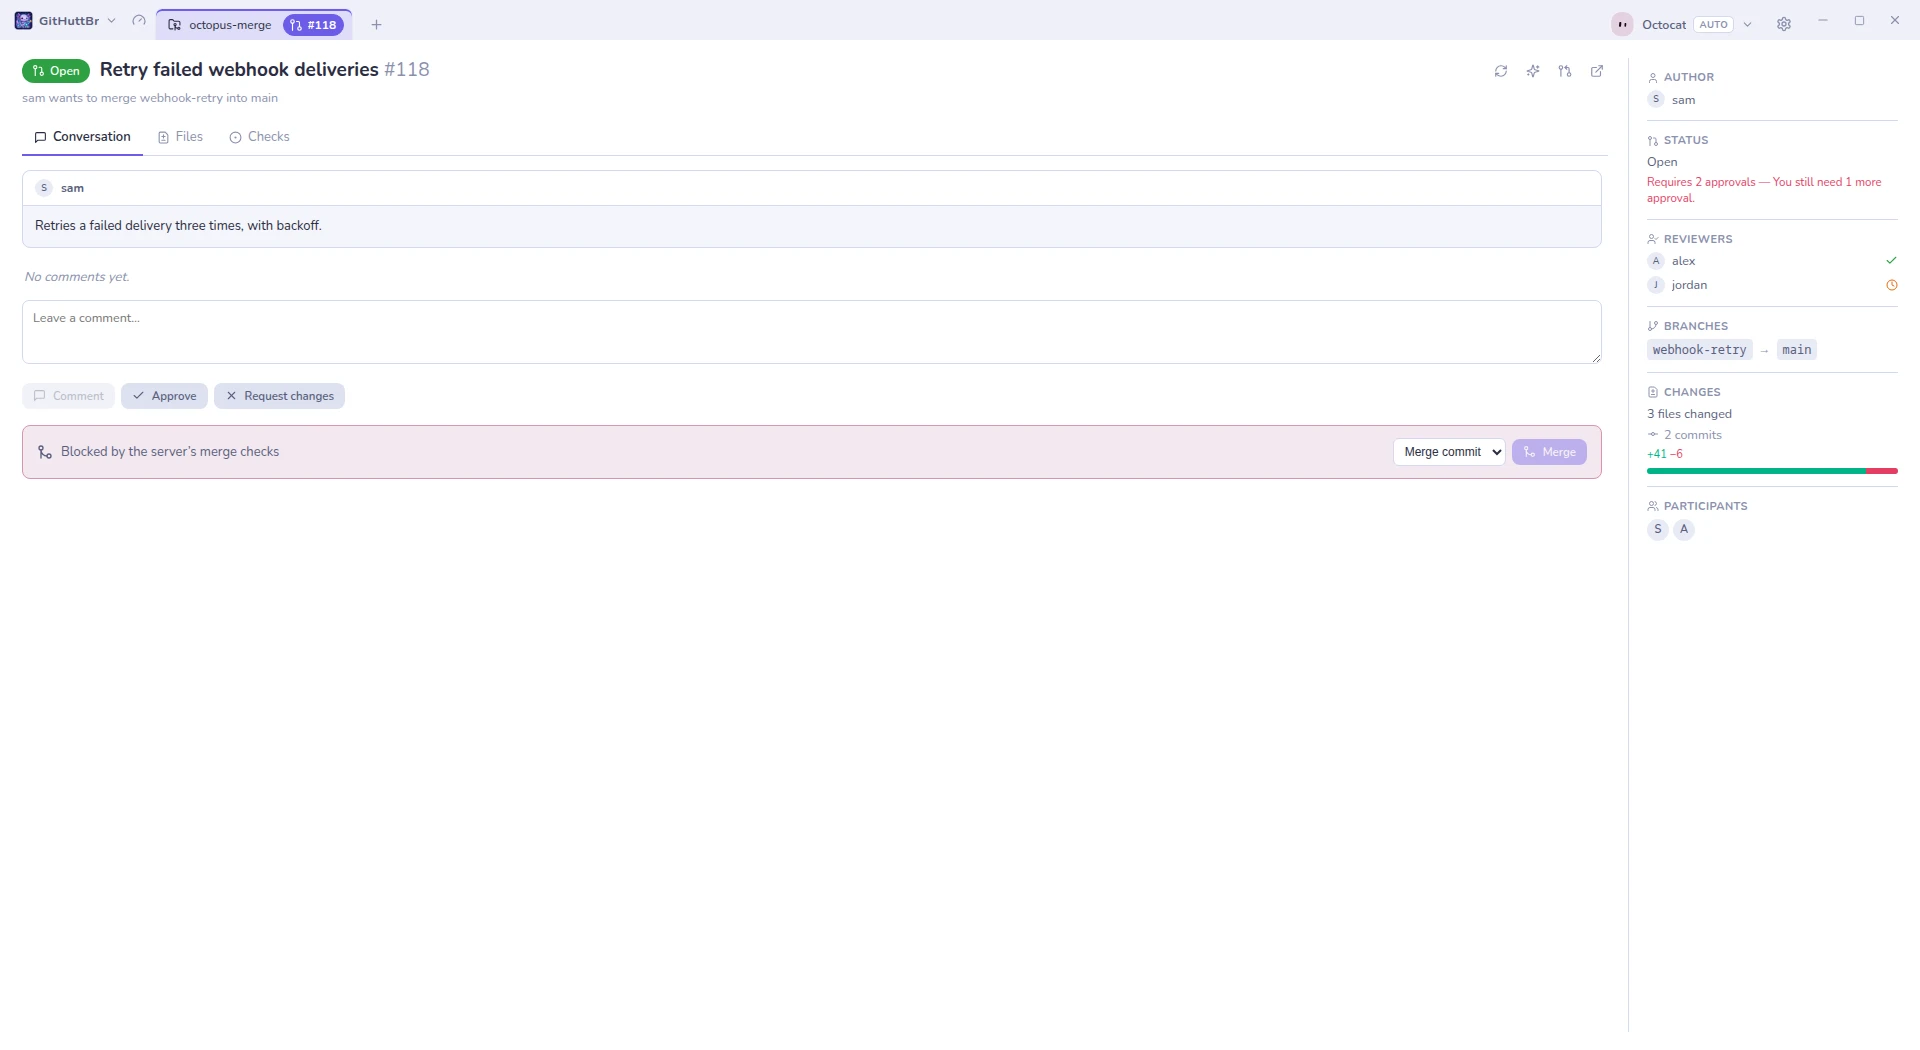 GitHuttBr
octopus-merge
#118
Octocat
AUTO
Open
Retry failed webhook deliveries #118
sam wants to merge webhook-retry into main
Conversation
Files
Checks
S
sam
Retries a failed delivery three times, with backoff.
No comments yet.
Leave a comment...
Comment
Approve
Request changes
Blocked by the server's merge checks
Merge commit
Merge
AUTHOR
S
sam
STATUS
Open
Requires 2 approvals — You still need 1 more
approval.
REVIEWERS
A
alex
J
jordan
BRANCHES
webhook-retry → main
CHANGES
3 files changed
2 commits
+41 −6
PARTICIPANTS
S
A